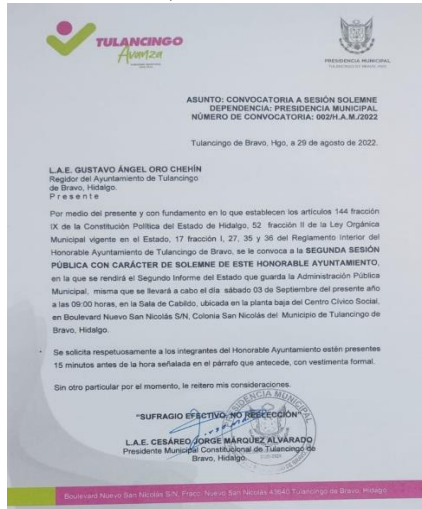 TULANCINGO
Avanza
PRESIDENCIA MUNICIPAL
ASUNTO: CONVOCATORIA A SESIÓN SOLEMNE
DEPENDENCIA: PRESIDENCIA MUNICIPAL
NÚMERO DE CONVOCATORIA: 002/H.A.M./2022
Tulancingo de Bravo, Hgo, a 29 de agosto de 2022.
L.A.E. GUSTAVO ÁNGEL ORO CHEHÍN
Regidor del Ayuntamiento de Tulancingo
de Bravo, Hidalgo.
P r e s e n t e
Por medio del presente y con fundamento en lo que establecen los artículos 144 fracción
IX de la Constitución Política del Estado de Hidalgo, 52 fracción II de la Ley Orgánica
Municipal vigente en el Estado, 17 fracción I, 27, 35 y 36 del Reglamento Interior del
Honorable Ayuntamiento de Tulancingo de Bravo, se le convoca a la SEGUNDA SESIÓN
PÚBLICA CON CARÁCTER DE SOLEMNE DE ESTE HONORABLE AYUNTAMIENTO,
en la que se rendirá el Segundo Informe del Estado que guarda la Administración Pública
Municipal, misma que se llevará a cabo el día sábado 03 de Septiembre del presente año
a las 09:00 horas, en la Sala de Cabildo, ubicada en la planta baja del Centro Cívico Social,
en Boulevard Nuevo San Nicolás S/N, Colonia San Nicolás del Municipio de Tulancingo de
Bravo, Hidalgo.
Se solicita respetuosamente a los integrantes del Honorable Ayuntamiento estén presentes
15 minutos antes de la hora señalada en el párrafo que antecede, con vestimenta formal.
Sin otro particular por el momento, le reitero mis consideraciones.
"SUFRAGIO EFECTIVO, NO REELECCIÓN"
L.A.E. CESÁREO JORGE MÁRQUEZ ALVARADO
Presidente Municipal Constitucional de Tulancingo de
Bravo, Hidalgo.
PRESIDENCIA MUNICIPAL
Boulevard Nuevo San Nicolás S/N, Fracc. Nuevo San Nicolás 43640 Tulancingo de Bravo, Hidalgo